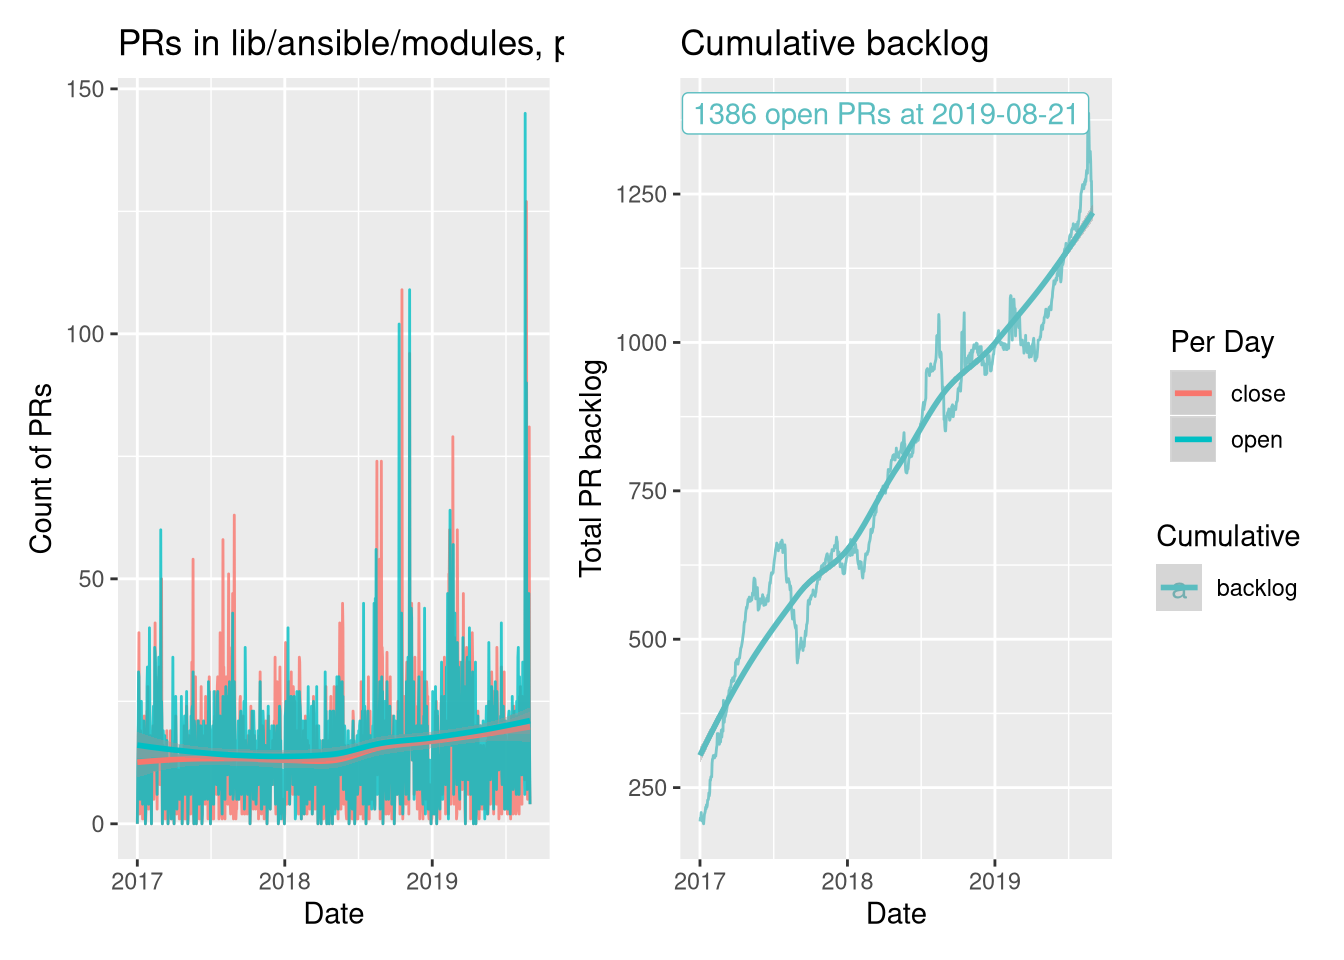 PRs in lib/ansible/modules, p
150
100
50
0
Count of PRs
2017 2018 2019
Date
Cumulative backlog
1386 open PRs at 2019-08-21
1250
1000
750
500
250
Total PR backlog
2017 2018 2019
Date
Per Day
close
open
Cumulative
a backlog